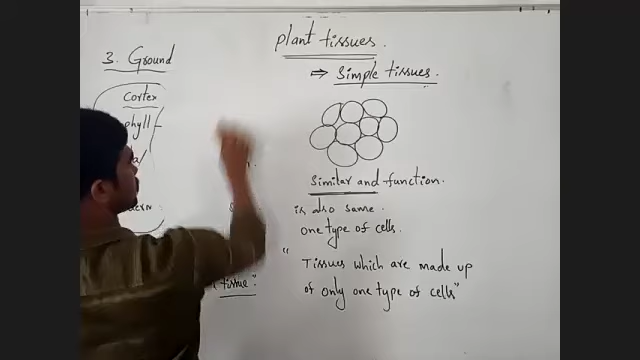 plant tissues.
3. Ground
⇒ Simple tissues.
Cortex
phyll
Similar and function.
is also same.
one type of cells.
" Tissues which are made up
of only one type of cells"
tissue"